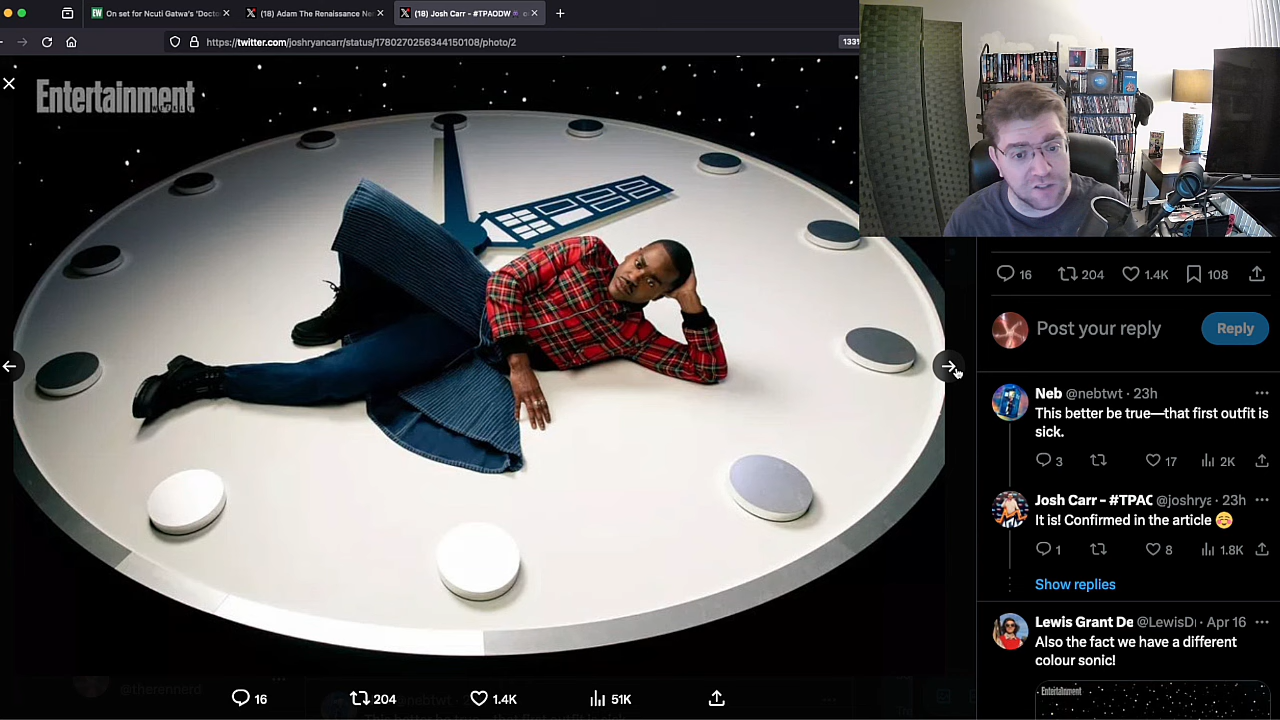 On set for Ncuti Gatwa's 'Docto
(18) Adam The Renaissance Ne
(18) Josh Carr - #TPAODW
https://twitter.com/joshryancarr/status/1780270256344150108/photo/2
133%
Entertainment
16 204 1.4K 108
Post your reply
Reply
Neb @nebtwt · 23h
This better be true—that first outfit is
sick.
3 17 2K
Josh Carr - #TPAC @joshrya · 23h
It is! Confirmed in the article
1 8 1.8K
Show replies
Lewis Grant De @LewisD · Apr 16
Also the fact we have a different
colour sonic!
Entertainment
@therennerd
16 204 1.4K 51K